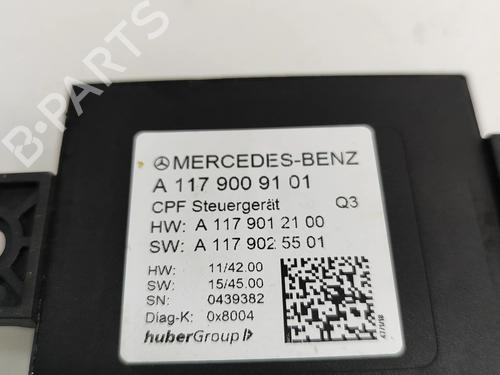 B-PARTS
MERCEDES-BENZ
A 117 900 91 01
CPF Steuergerät Q3
HW: A 117 901 21 00
SW: A 117 902 55 01
HW: 11/42.00
SW: 15/45.00
SN: 0439382
Diag-K: 0x8004
huberGroup